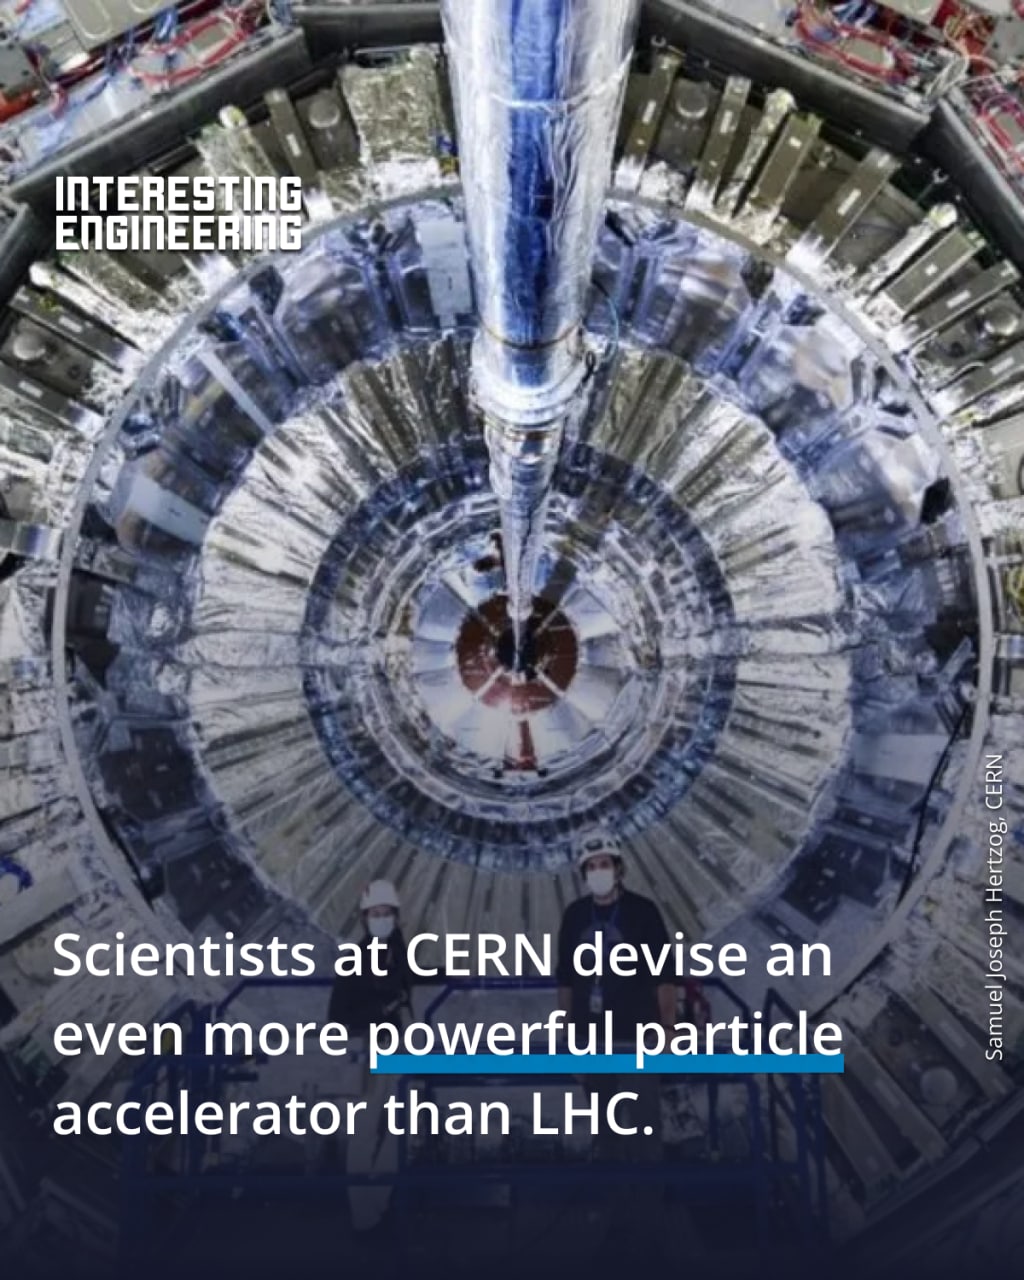 INTERESTING
ENGINEERING
Samuel Joseph Hertzog, CERN
Scientists at CERN devise an
even more powerful particle
accelerator than LHC.